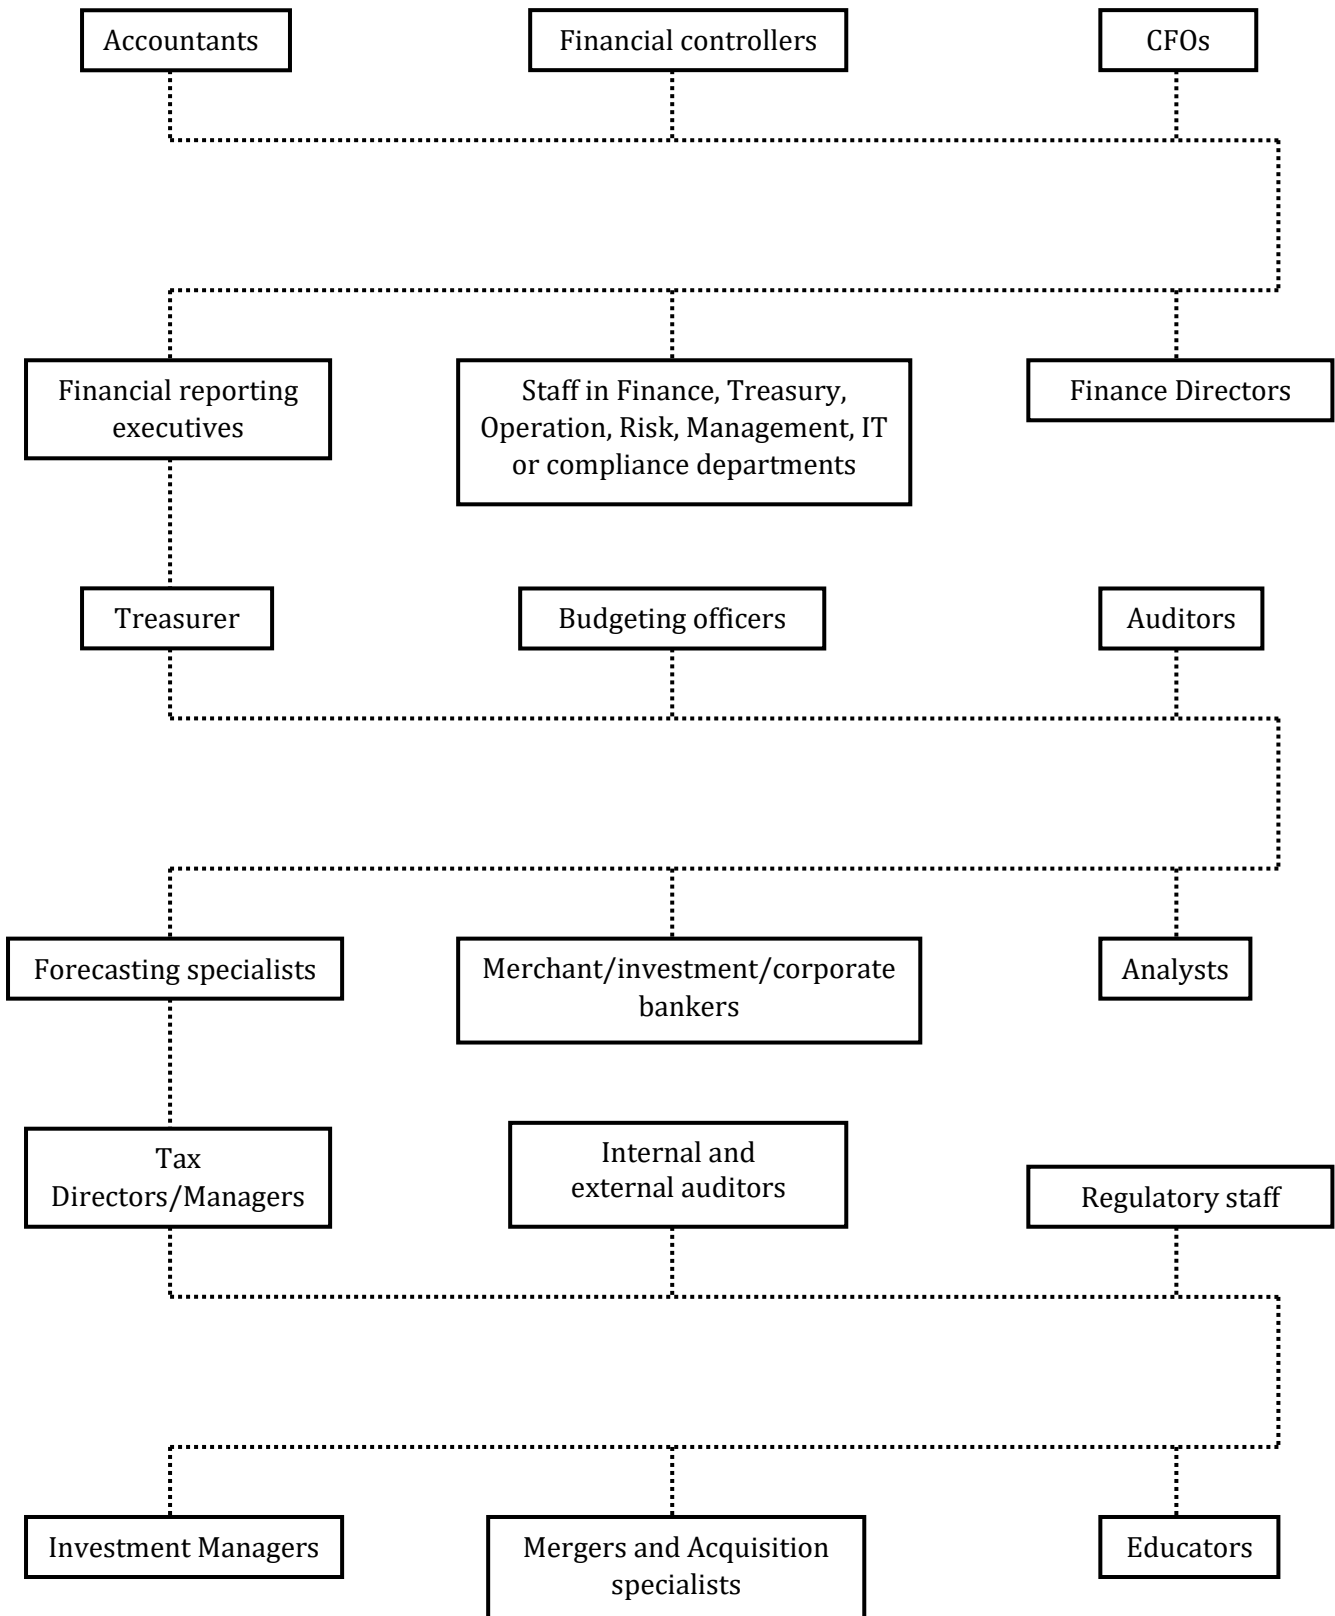 Accountants
Financial controllers
CFOs
Financial reporting
executives
Staff in Finance, Treasury,
Operation, Risk, Management, IT
or compliance departments
Finance Directors
Treasurer
Budgeting officers
Auditors
Forecasting specialists
Merchant/investment/corporate
bankers
Analysts
Tax
Directors/Managers
Internal and
external auditors
Regulatory staff
Investment Managers
Mergers and Acquisition
specialists
Educators